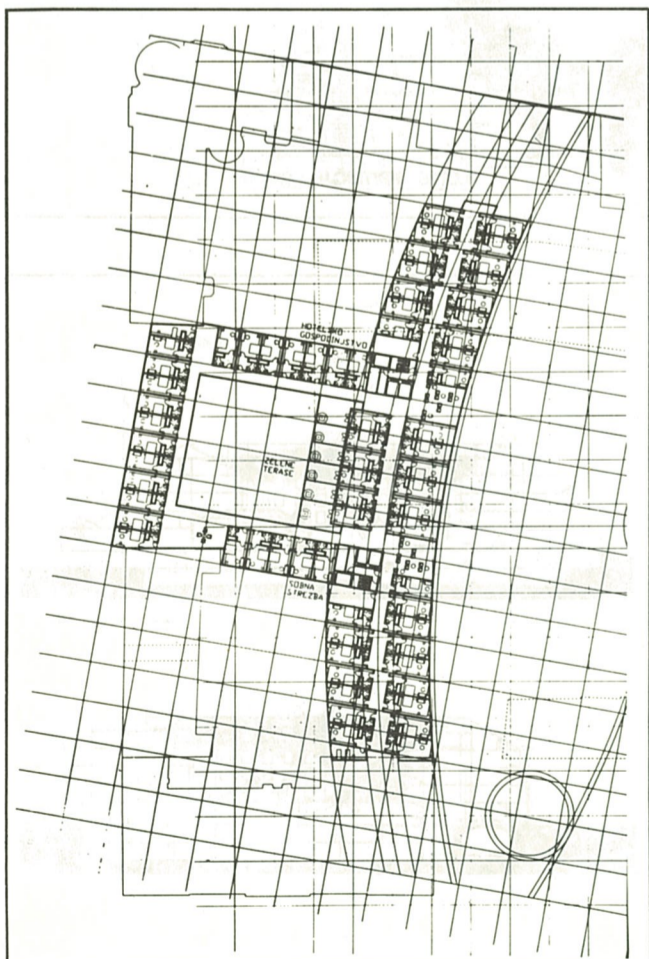 HOTELSKO
GOSPODINJSTVO
ZELENE
TERASE
SOBNA
STREŽBA